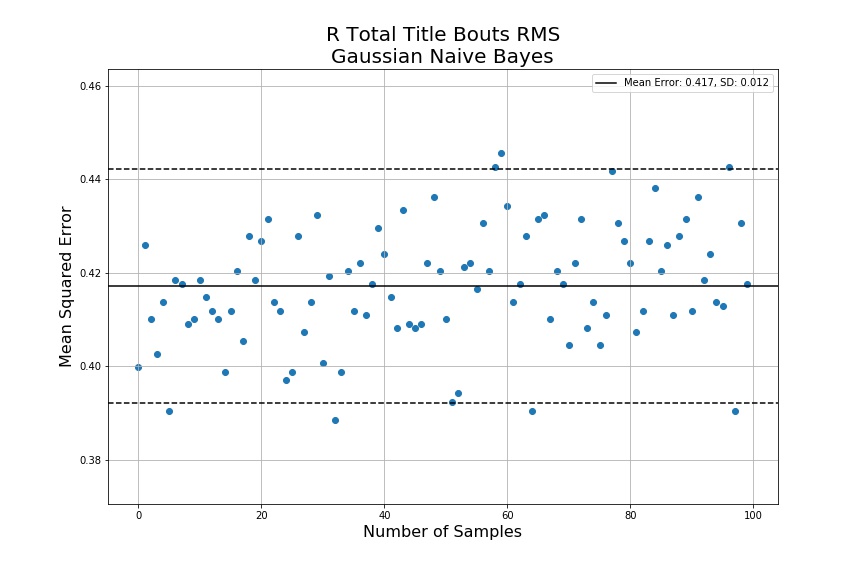 R Total Title Bouts RMS
Gaussian Naive Bayes
Mean Error: 0.417, SD: 0.012
Mean Squared Error
0.46
0.44
0.42
0.40
0.38
0
20
40
60
80
100
Number of Samples